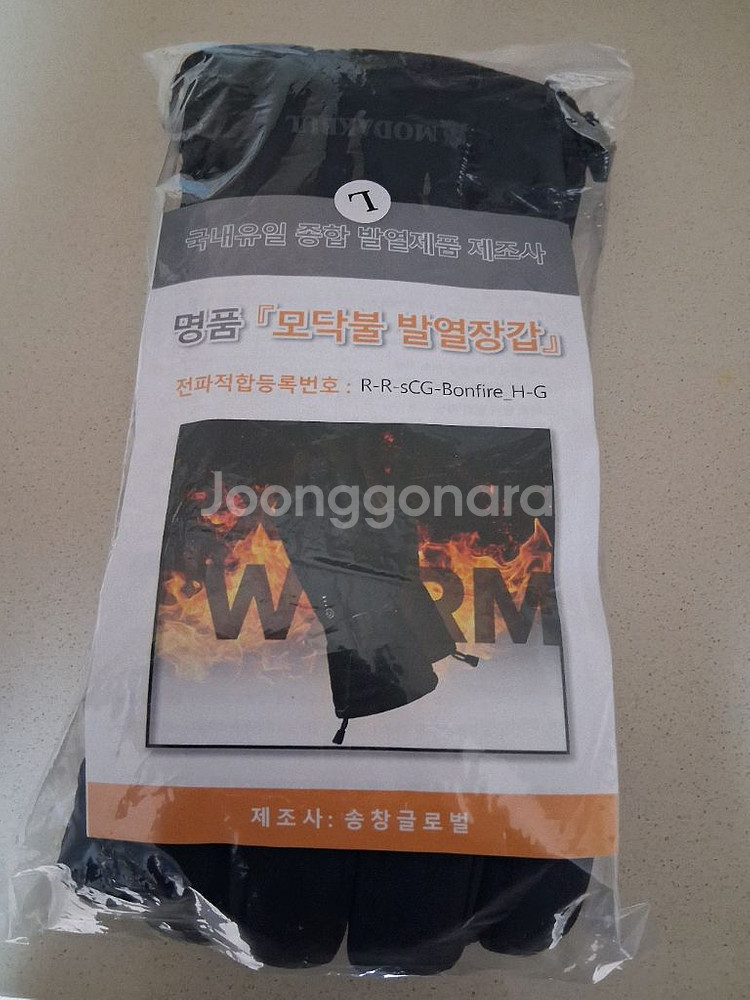 MODAKBUL
L
국내유일 종합 발열제품 제조사
명품 『모닥불 발열장갑』
전파적합등록번호 : R-R-sCG-Bonfire_H-G
Joonggonara
W RM
제조사: 송창글로벌